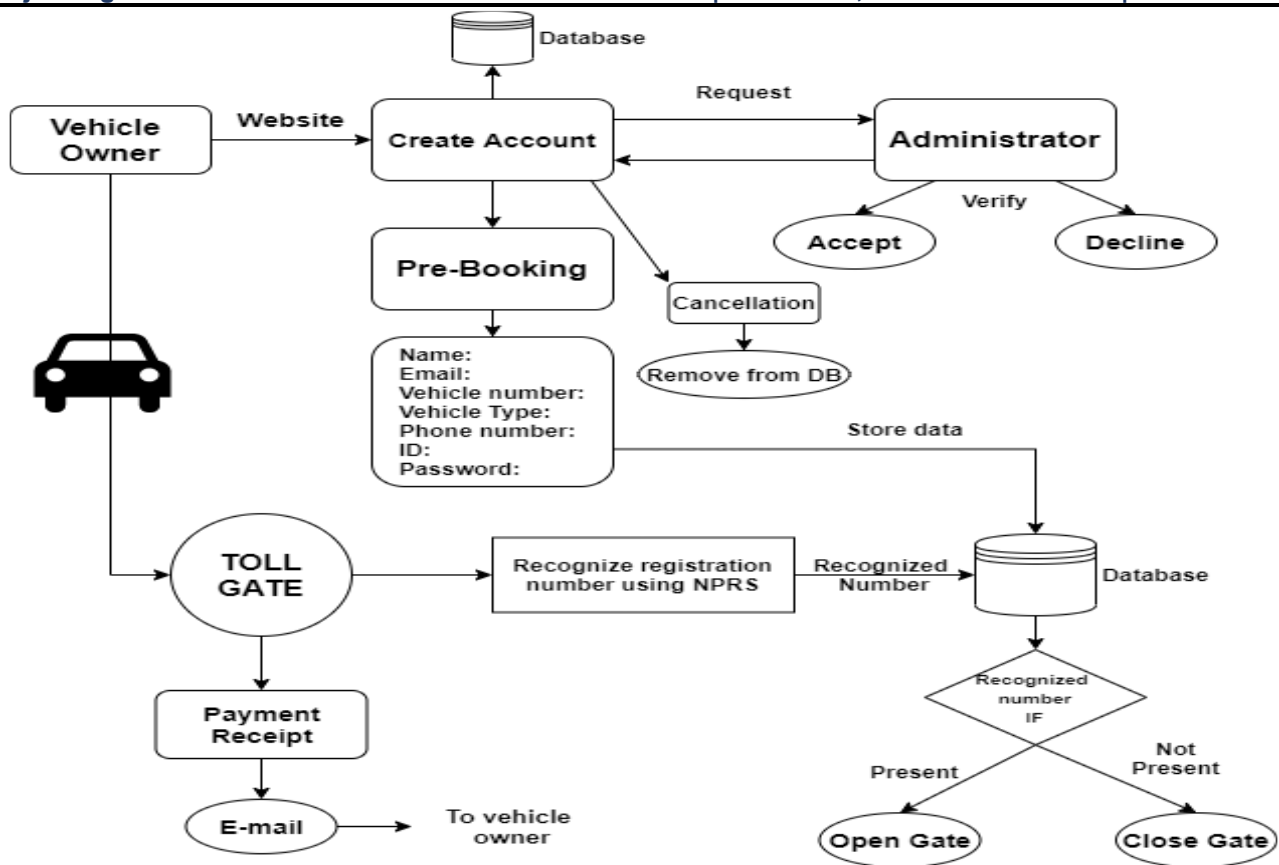 Database
Request
Vehicle
Owner
Website
Create Account
Administrator
Verify
Accept
Decline
Pre-Booking
Cancellation
Remove from DB
Name:
Email:
Vehicle number:
Vehicle Type:
Phone number:
ID:
Password:
Store data
TOLL
GATE
Recognize registration
number using NPRS
Recognized
Number
Database
Recognized
number
IF
Payment
Receipt
Present
Not
Present
E-mail
To vehicle
owner
Open Gate
Close Gate